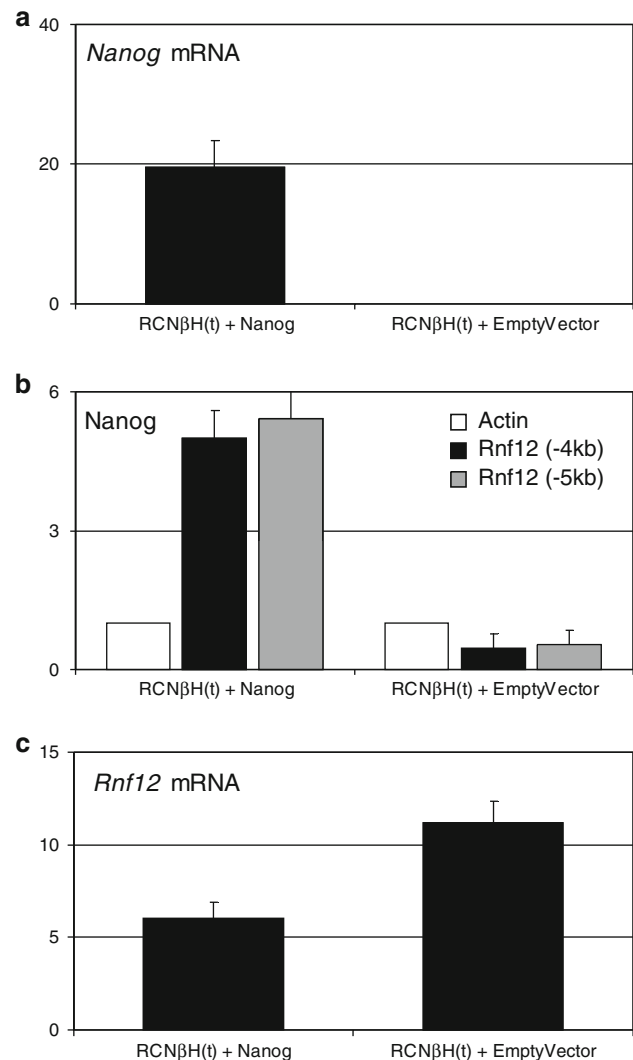 a
Nanog mRNA
40
20
0
RCNβH(t) + Nanog RCNβH(t) + EmptyVector
b
Nanog
6
3
0
Actin
Rnf12 (-4kb)
Rnf12 (-5kb)
RCNβH(t) + Nanog RCNβH(t) + EmptyVector
c
Rnf12 mRNA
15
10
5
0
RCNβH(t) + Nanog RCNβH(t) + EmptyVector